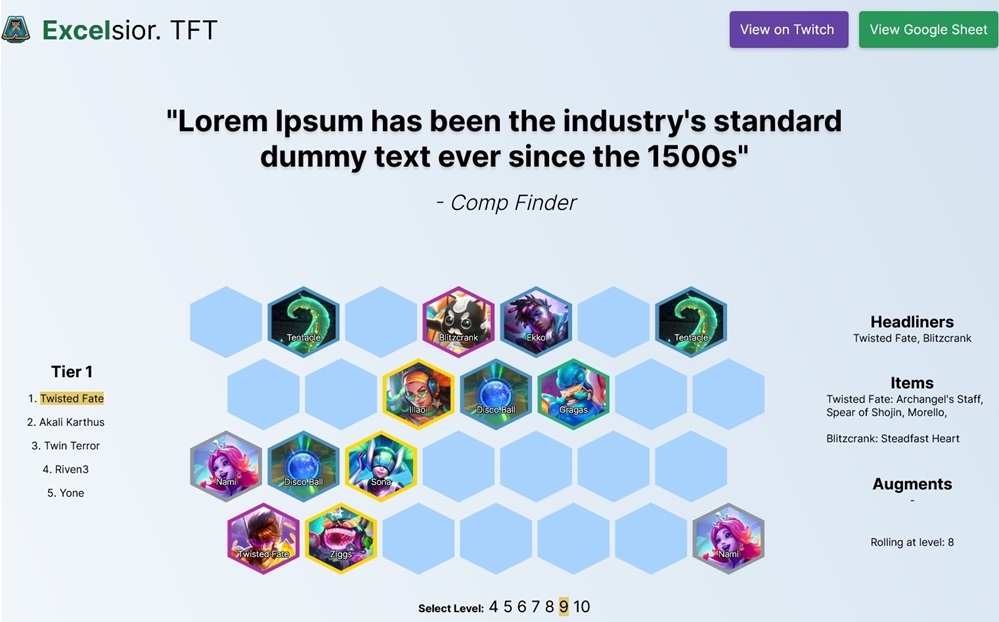 Excelsior. TFT
View on Twitch
View Google Sheet
"Lorem Ipsum has been the industry's standard
dummy text ever since the 1500s"
- Comp Finder
Tier 1
1. Twisted Fate
2. Akali Karthus
3. Twin Terror
4. Riven3
5. Yone
Tentacle
Blitzcrank
Ekko
Tentacle
Illaoi
Disco Ball
Gragas
Nami
Disco Ball
Sona
Twisted Fate
Ziggs
Nami
Headliners
Twisted Fate, Blitzcrank
Items
Twisted Fate: Archangel's Staff,
Spear of Shojin, Morello,
Blitzcrank: Steadfast Heart
Augments
-
Rolling at level: 8
Select Level: 4 5 6 7 8 9 10